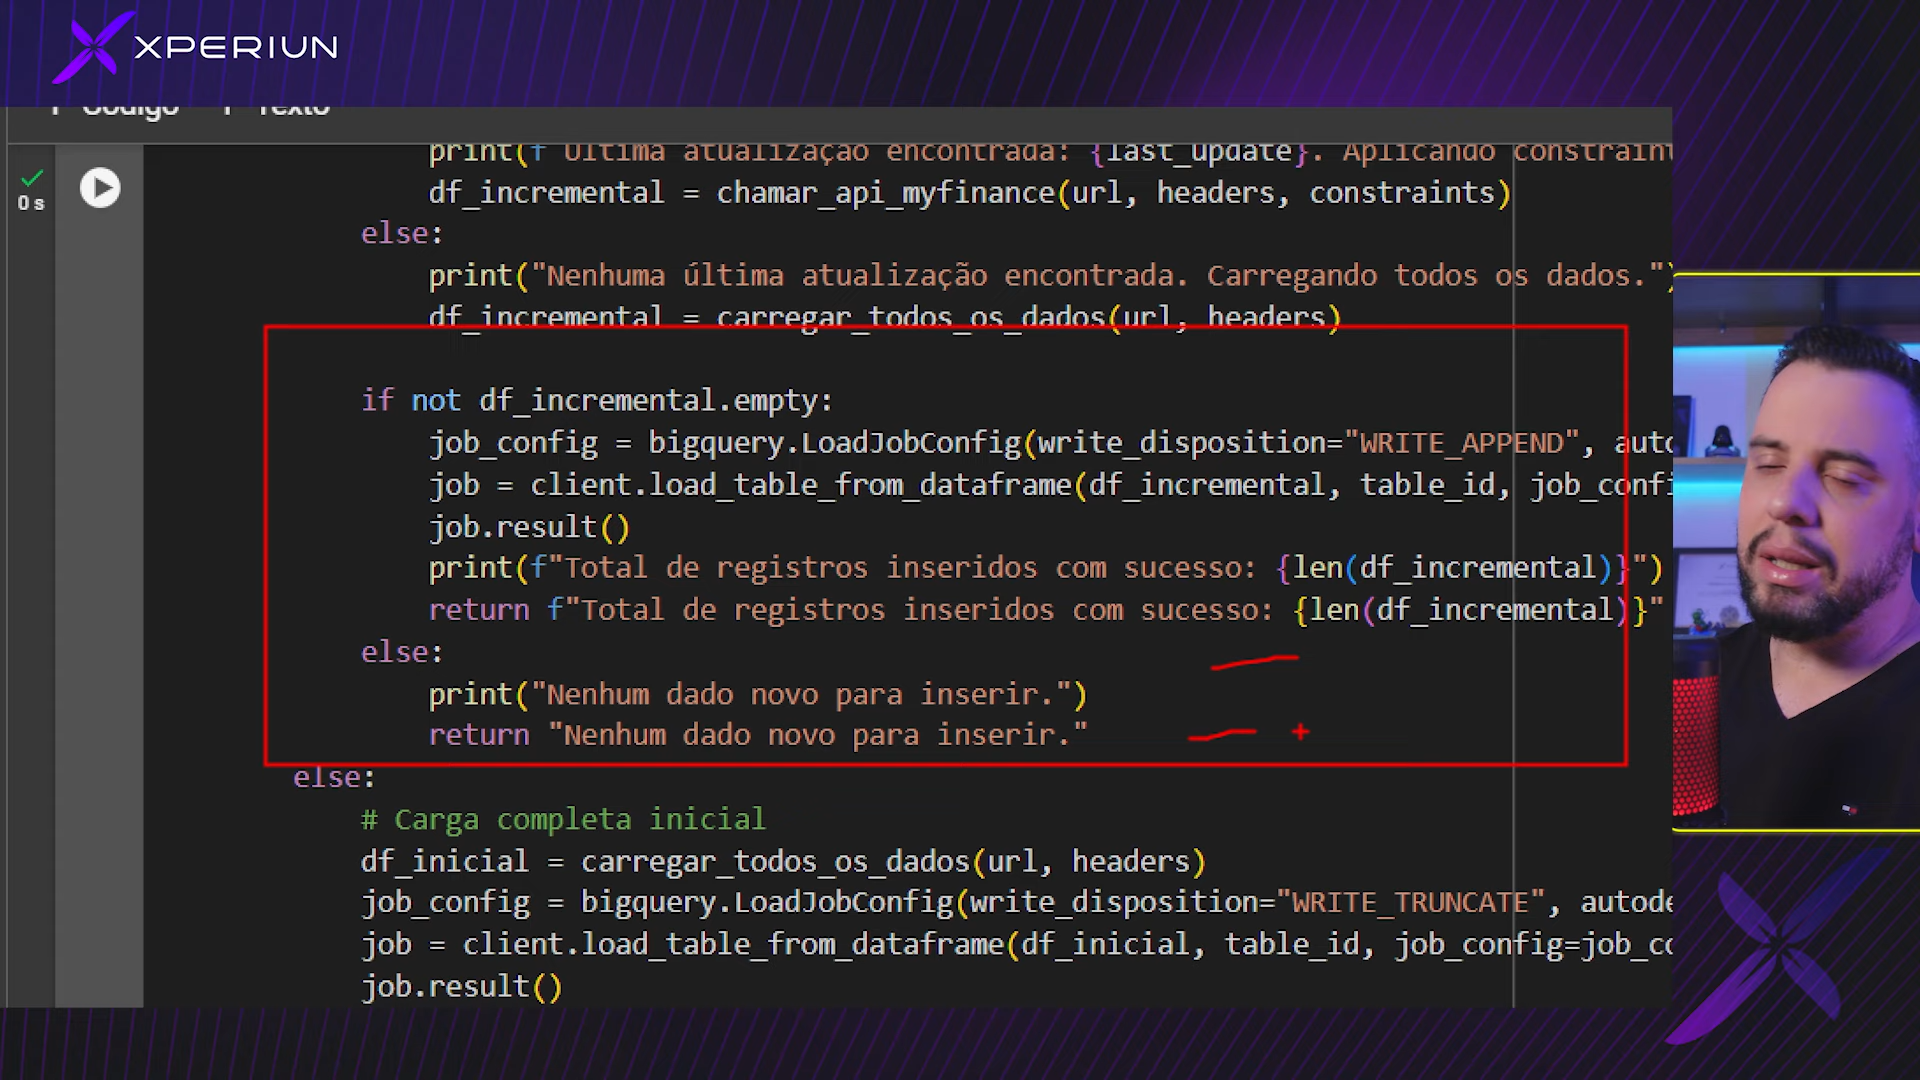 XPERIUN
Código Texto
print(f"Última atualização encontrada: {last_update}. Aplicando constraint
df_incremental = chamar_api_myfinance(url, headers, constraints)
else:
print("Nenhuma última atualização encontrada. Carregando todos os dados.")
df_incremental = carregar_todos_os_dados(url, headers)
if not df_incremental.empty:
job_config = bigquery.LoadJobConfig(write_disposition="WRITE_APPEND", autod
job = client.load_table_from_dataframe(df_incremental, table_id, job_confi
job.result()
print(f"Total de registros inseridos com sucesso: {len(df_incremental)}")
return f"Total de registros inseridos com sucesso: {len(df_incremental)}"
else:
print("Nenhum dado novo para inserir.")
return "Nenhum dado novo para inserir."
else:
# Carga completa inicial
df_inicial = carregar_todos_os_dados(url, headers)
job_config = bigquery.LoadJobConfig(write_disposition="WRITE_TRUNCATE", autode
job = client.load_table_from_dataframe(df_inicial, table_id, job_config=job_co
job.result()
0 s